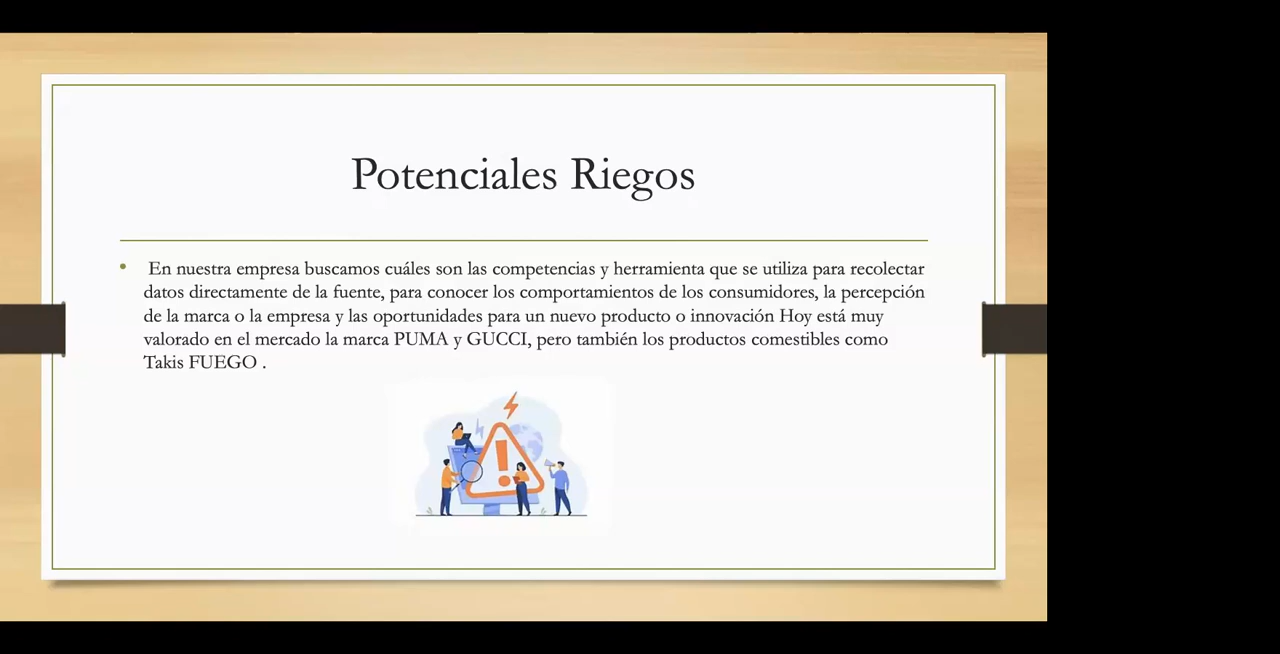 Potenciales Riegos
En nuestra empresa buscamos cuáles son las competencias y herramienta que se utiliza para recolectar
datos directamente de la fuente, para conocer los comportamientos de los consumidores, la percepción
de la marca o la empresa y las oportunidades para un nuevo producto o innovación Hoy está muy
valorado en el mercado la marca PUMA y GUCCI, pero también los productos comestibles como
Takis FUEGO .